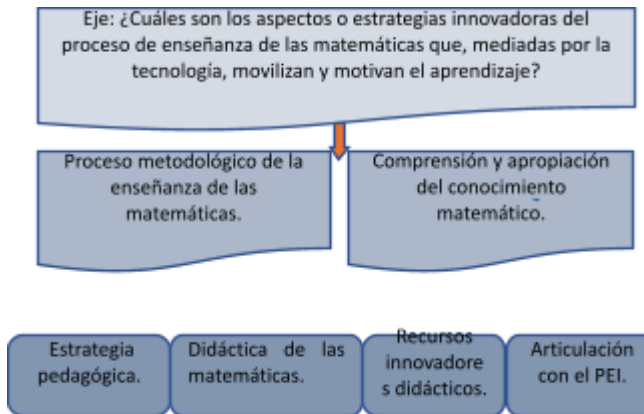 Eje: ¿Cuáles son los aspectos o estrategias innovadoras del
proceso de enseñanza de las matemáticas que, mediadas por la
tecnología, movilizan y motivan el aprendizaje?
Proceso metodológico de la
enseñanza de las
matemáticas.
Comprensión y apropiación
del conocimiento
matemático.
Estrategia
pedagógica.
Didáctica de las
matemáticas.
Recursos
innovadore
s didácticos.
Articulación
con el PEI.